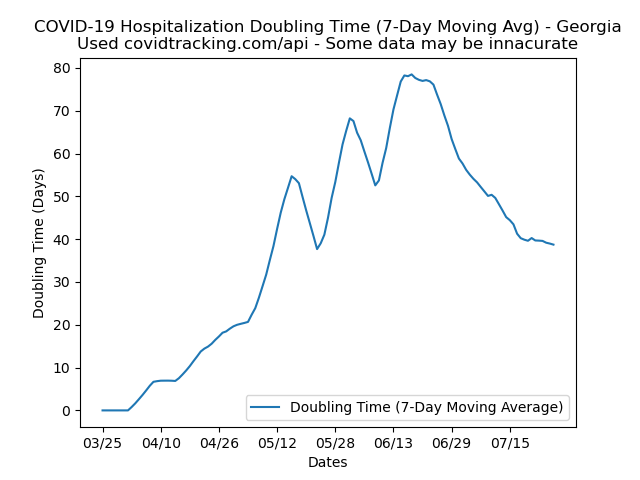 COVID-19 Hospitalization Doubling Time (7-Day Moving Avg) - Georgia
Used covidtracking.com/api - Some data may be innacurate
80
70
60
50
40
30
20
10
0
Doubling Time (Days)
Doubling Time (7-Day Moving Average)
03/25 04/10 04/26 05/12 05/28 06/13 06/29 07/15
Dates